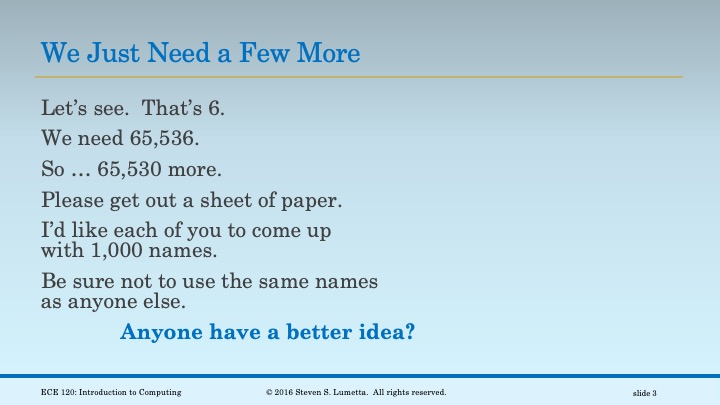 We Just Need a Few More
Let’s see.  That’s 6.
We need 65,536.
So … 65,530 more.
Please get out a sheet of paper.
I’d like each of you to come up
with 1,000 names.
Be sure not to use the same names
as anyone else.
Anyone have a better idea?
ECE 120: Introduction to Computing
© 2016 Steven S. Lumetta.  All rights reserved.
slide 3